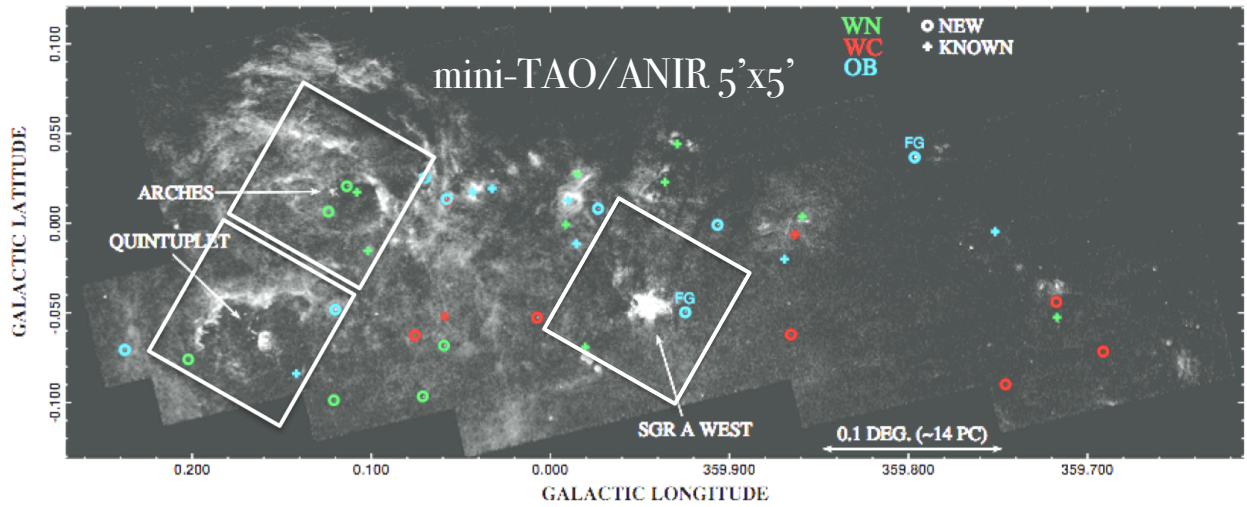 WN
WC
OB
NEW
KNOWN
mini-TAO/ANIR 5’x5’
FG
ARCHES
QUINTUPLET
FG
SGR A WEST
0.1 DEG. (~14 PC)
GALACTIC LATITUDE
0.100
0.050
0.000
-0.050
-0.100
0.200
0.100
0.000
359.900
359.800
359.700
GALACTIC LONGITUDE